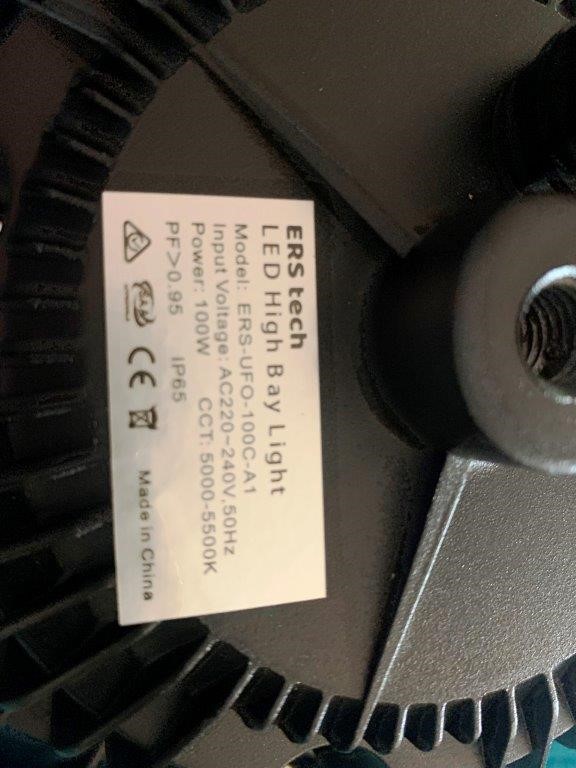 ERS tech
LED High Bay Light
Model: ERS-UFO-100C-A1
Input Voltage: AC220~240V,50Hz
Power: 100W CCT: 5000-5500K
PF>0.95 IP65
CE Made in China